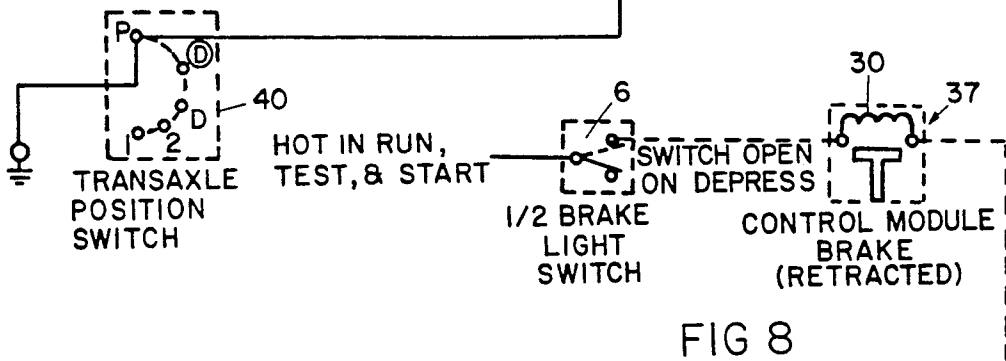 P
D
D
2
1
40
TRANSAXLE
POSITION
SWITCH
HOT IN RUN,
TEST, & START
6
SWITCH OPEN
ON DEPRESS
1/2 BRAKE
LIGHT
SWITCH
30
37
CONTROL MODULE
BRAKE
(RETRACTED)
FIG 8